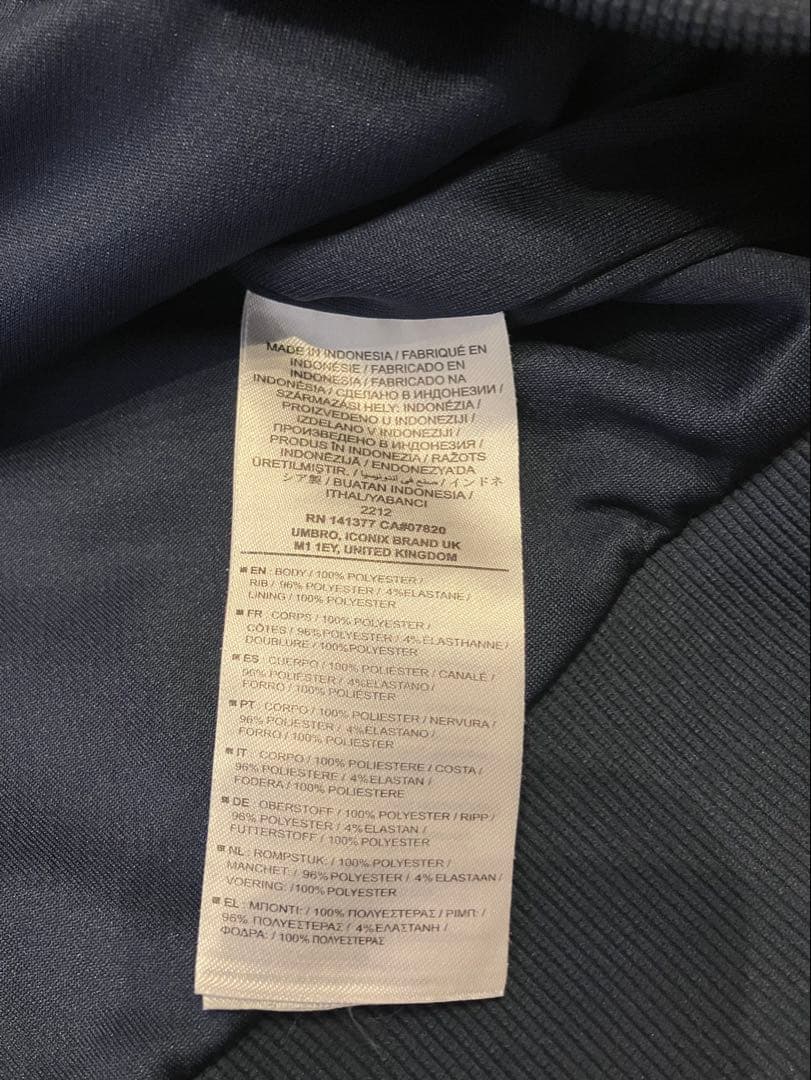 MADE IN INDONESIA / FABRIQUÉ EN
INDONÉSIE / FABRICADO EN
INDONESIA / FABRICADO NA
INDONÉSIA / СДЕЛАНО В ИНДОНЕЗИИ /
SZÁRMAZÁSI HELY: INDONÉZIA /
PROIZVEDENO U INDONEZIJI /
IZDELANO V INDONEZIJI /
ПРОИЗВЕДЕНО В ИНДОНЕЗИЯ /
PRODUS ÎN INDONEZIA / RAŽOTS
INDONĒZIJĀ / ENDONEZYA'DA
ÜRETILMIŞTIR. / صنع في أندونيسيا / インドネ
シア製 / BUATAN INDONESIA /
ITHAL/YABANCI
2212
RN 141377 CA#07820
UMBRO, ICONIX BRAND UK
M1 1EY, UNITED KINGDOM
EN : BODY / 100% POLYESTER /
RIB / 96% POLYESTER / 4%ELASTANE /
LINING / 100% POLYESTER
FR : CORPS / 100% POLYESTER /
CÔTES / 96%POLYESTER / 4%ÉLASTHANNE /
DOUBLURE / 100%POLYESTER
ES : CUERPO / 100% POLIÉSTER / CANALÉ /
96% POLIÉSTER / 4%ELASTANO /
FORRO / 100% POLIÉSTER
PT : CORPO / 100% POLIESTER / NERVURA /
96% POLIESTER / 4%ELASTANO /
FORRO / 100% POLIESTER
IT : CORPO / 100% POLIESTERE / COSTA /
96% POLIESTERE / 4%ELASTAN /
FODERA / 100% POLIESTERE
DE : OBERSTOFF / 100% POLYESTER / RIPP /
96% POLYESTER / 4%ELASTAN /
FUTTERSTOFF / 100% POLYESTER
NL : ROMPSTUK: / 100% POLYESTER /
MANCHET: / 96%POLYESTER / 4% ELASTAAN /
VOERING: /100% POLYESTER
EL : ΜΠΟΝΤΙ: / 100% ΠΟΛΥΕΣΤΕΡΑΣ / ΡΙΜΠ: /
96% ΠΟΛΥΕΣΤΕΡΑΣ / 4%ΕΛΑΣΤΑΝΗ /
ΦΟΔΡΑ: / 100% ΠΟΛΥΕΣΤΕΡΑΣ